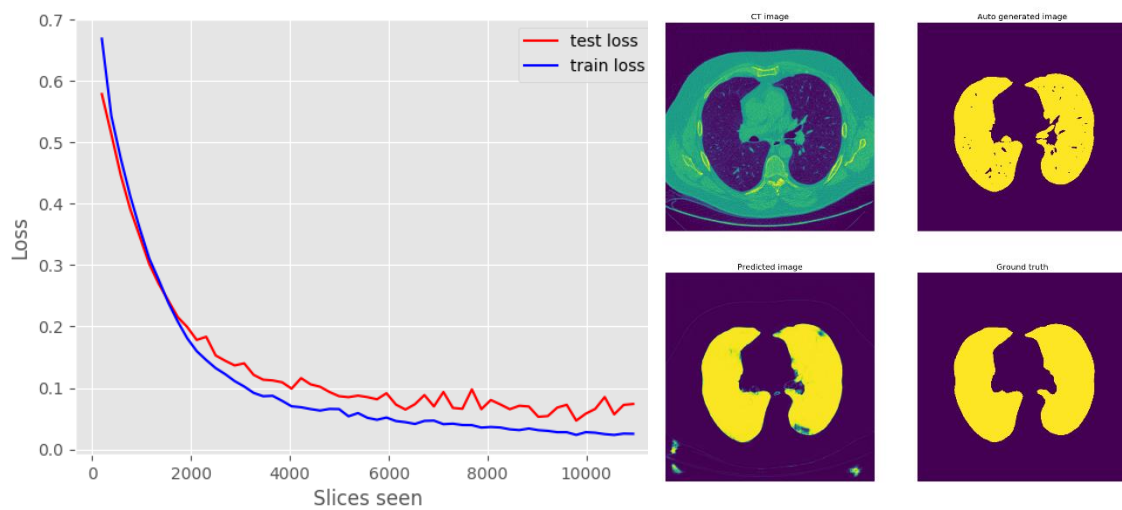 0.7
0.6
0.5
0.4
0.3
0.2
0.1
0.0
Loss
0
2000
4000
6000
8000
10000
Slices seen
test loss
train loss
CT image
Auto generated image
Predicted image
Ground truth